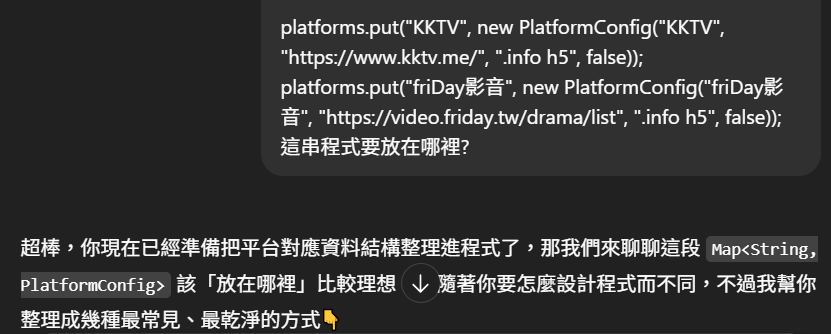 platforms.put("KKTV", new PlatformConfig("KKTV",
"https://www.kktv.me/", ".info h5", false));
platforms.put("friDay影音", new PlatformConfig("friDay影
音", "https://video.friday.tw/drama/list", ".info h5", false));
這串程式要放在哪裡?
超棒，你現在已經準備把平台對應資料結構整理進程式了，那我們來聊聊這段 Map<String,
PlatformConfig> 該「放在哪裡」比較理想 隨著你要怎麼設計程式而不同，不過我幫你
整理成幾種最常見、最乾淨的方式👇